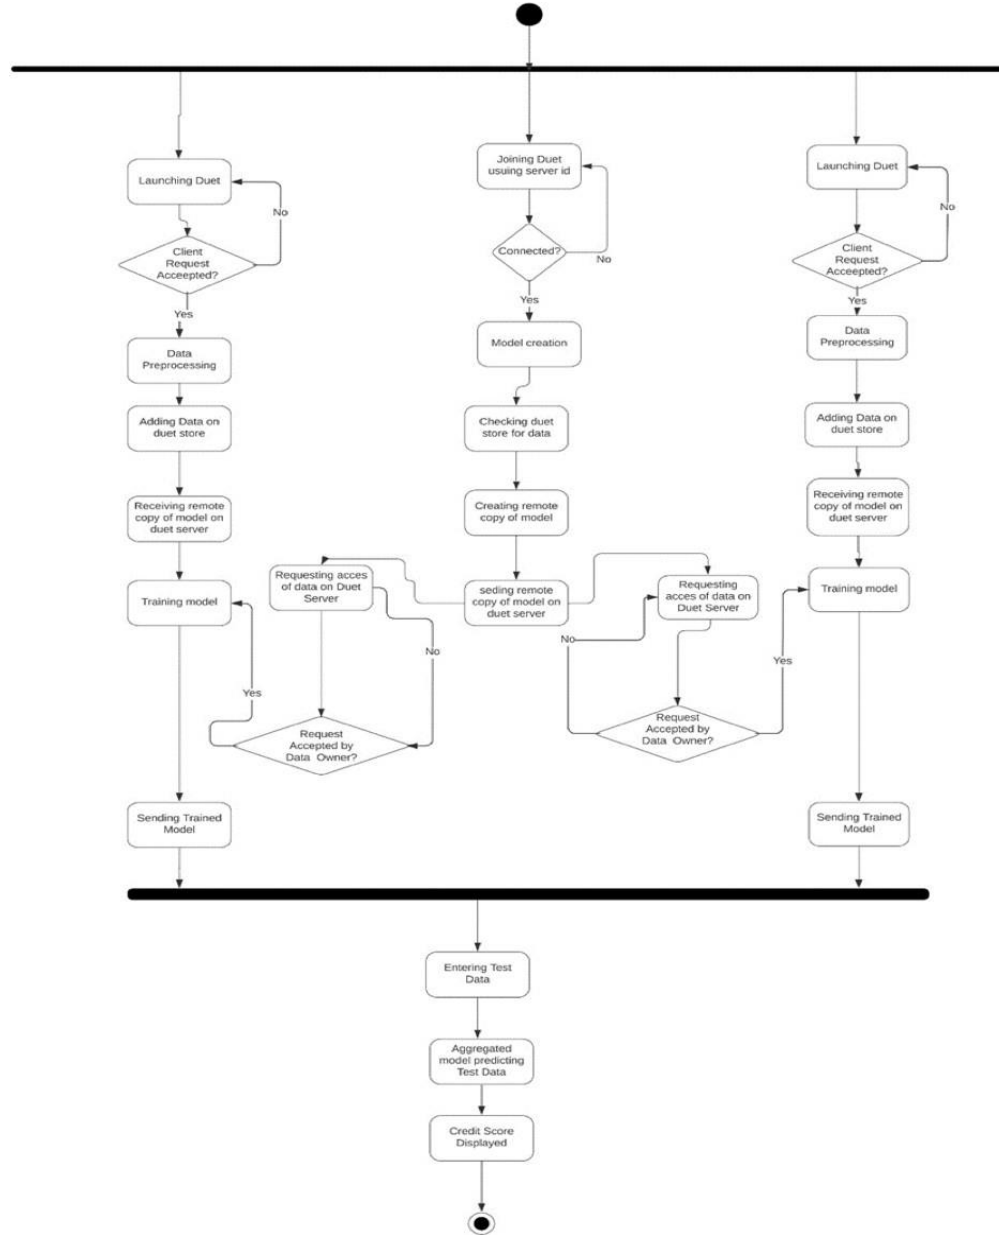 Launching Duet
No
Client
Request
Acceepted?
Yes
Data
Preprocessing
Adding Data on
duet store
Receiving remote
copy of model on
duet server
Training model
Sending Trained
Model
Joining Duet
usuing server id
Connected?
No
Yes
Model creation
Checking duet
store for data
Creating remote
copy of model
seding remote
copy of model on
duet server
Requesting acces
of data on Duet
Server
No
Yes
Request
Accepted by
Data Owner?
Requesting
acces of data on
Duet Server
No
Yes
Request
Accepted by
Data Owner?
Launching Duet
No
Client
Request
Acceepted?
Yes
Data
Preprocessing
Adding Data on
duet store
Receiving remote
copy of model on
duet server
Training model
Sending Trained
Model
Entering Test
Data
Aggregated
model predicting
Test Data
Credit Score
Displayed